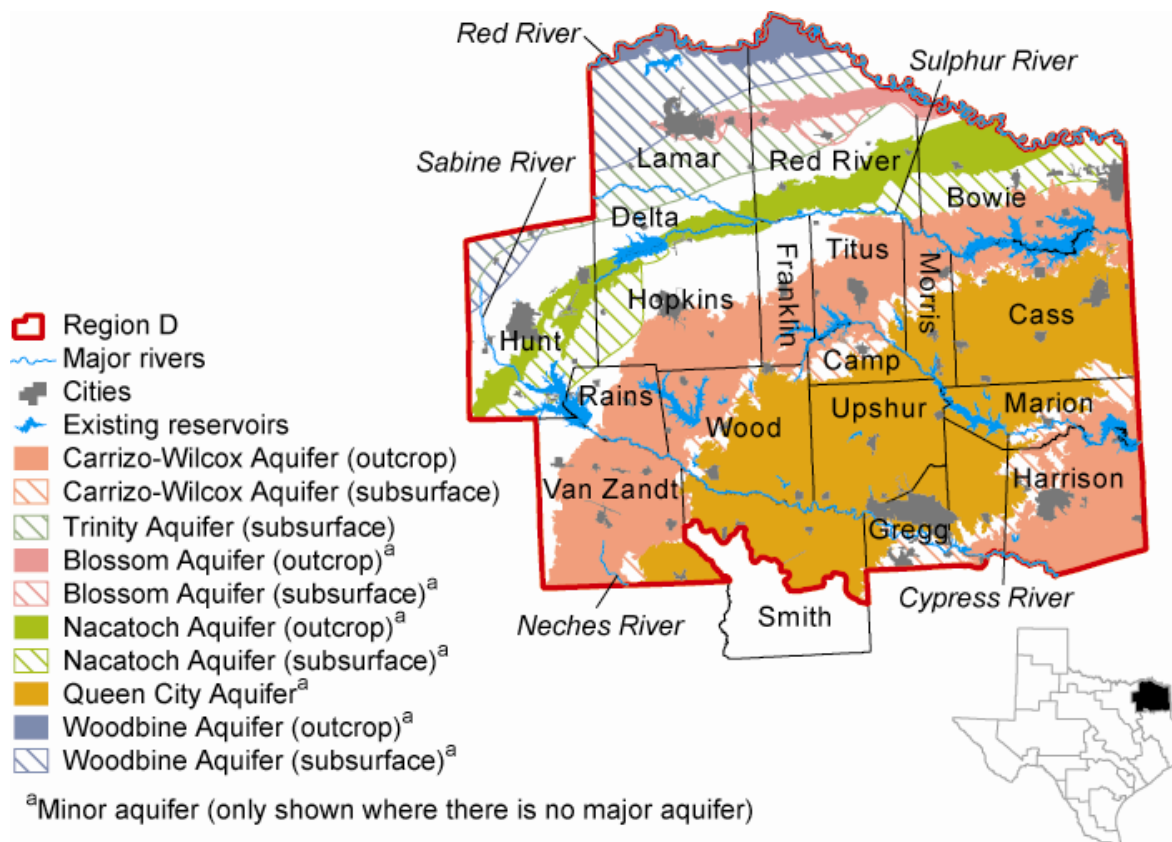 Red River
Sulphur River
Sabine River
Lamar
Red River
Bowie
Delta
Titus
Franklin
Morris
Hopkins
Cass
Hunt
Camp
Rains
Marion
Wood
Upshur
Harrison
Van Zandt
Gregg
Neches River
Cypress River
Smith
Region D
Major rivers
Cities
Existing reservoirs
Carrizo-Wilcox Aquifer (outcrop)
Carrizo-Wilcox Aquifer (subsurface)
Trinity Aquifer (subsurface)
Blossom Aquifer (outcrop)a
Blossom Aquifer (subsurface)a
Nacatoch Aquifer (outcrop)a
Nacatoch Aquifer (subsurface)a
Queen City Aquifera
Woodbine Aquifer (outcrop)a
Woodbine Aquifer (subsurface)a
aMinor aquifer (only shown where there is no major aquifer)